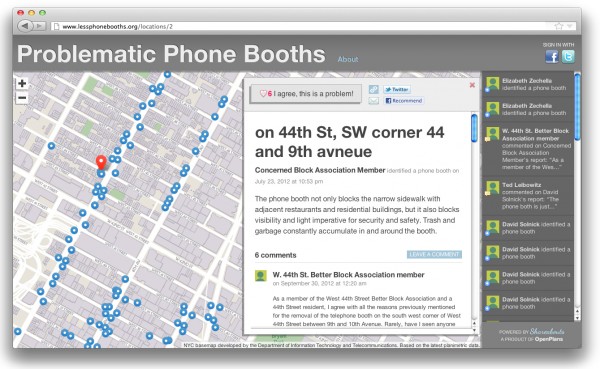 www.lessphonebooths.org/locations/2
Problematic Phone Booths
About
SIGN IN WITH
6 I agree, this is a problem!
Twitter
Recommend
on 44th St, SW corner 44
and 9th avneue
Concerned Block Association Member identified a phone booth on
July 23, 2012 at 10:53 pm
The phone booth not only blocks the narrow sidewalk with
adjacent restaurants and residential buildings, but it also blocks
visibility and light imperative for security and safety. Trash and
garbage constantly accumulate in and around the booth.
6 comments
LEAVE A COMMENT
W. 44th St. Better Block Association member
on September 30, 2012 at 12:20 am
As a member of the West 44th Street Better Block Association and a
44th Street resident, I agree with all the reasons previously mentioned
for the removal of the telephone booth on the south west corner of West
44th Street between 9th and 10th Avenue. Rarely, have I seen anyone
Elizabeth Zechella
identified a phone booth
Elizabeth Zechella
identified a phone booth
W. 44th St. Better Block
Association member
commented on Concerned
Block Association
Member's report: "As a
member of the Wes..."
Ted Leibowitz
commented on David
Solnick's report: "The
phone both is just..."
David Solnick identified a
phone booth
David Solnick identified a
phone booth
David Solnick identified a
phone booth
David Solnick identified a
phone booth
POWERED BY Shareabouts
A PRODUCT OF OpenPlans
NYC basemap developed by the Department of Information Technology and Telecommunications. Based on the latest planimetric data.